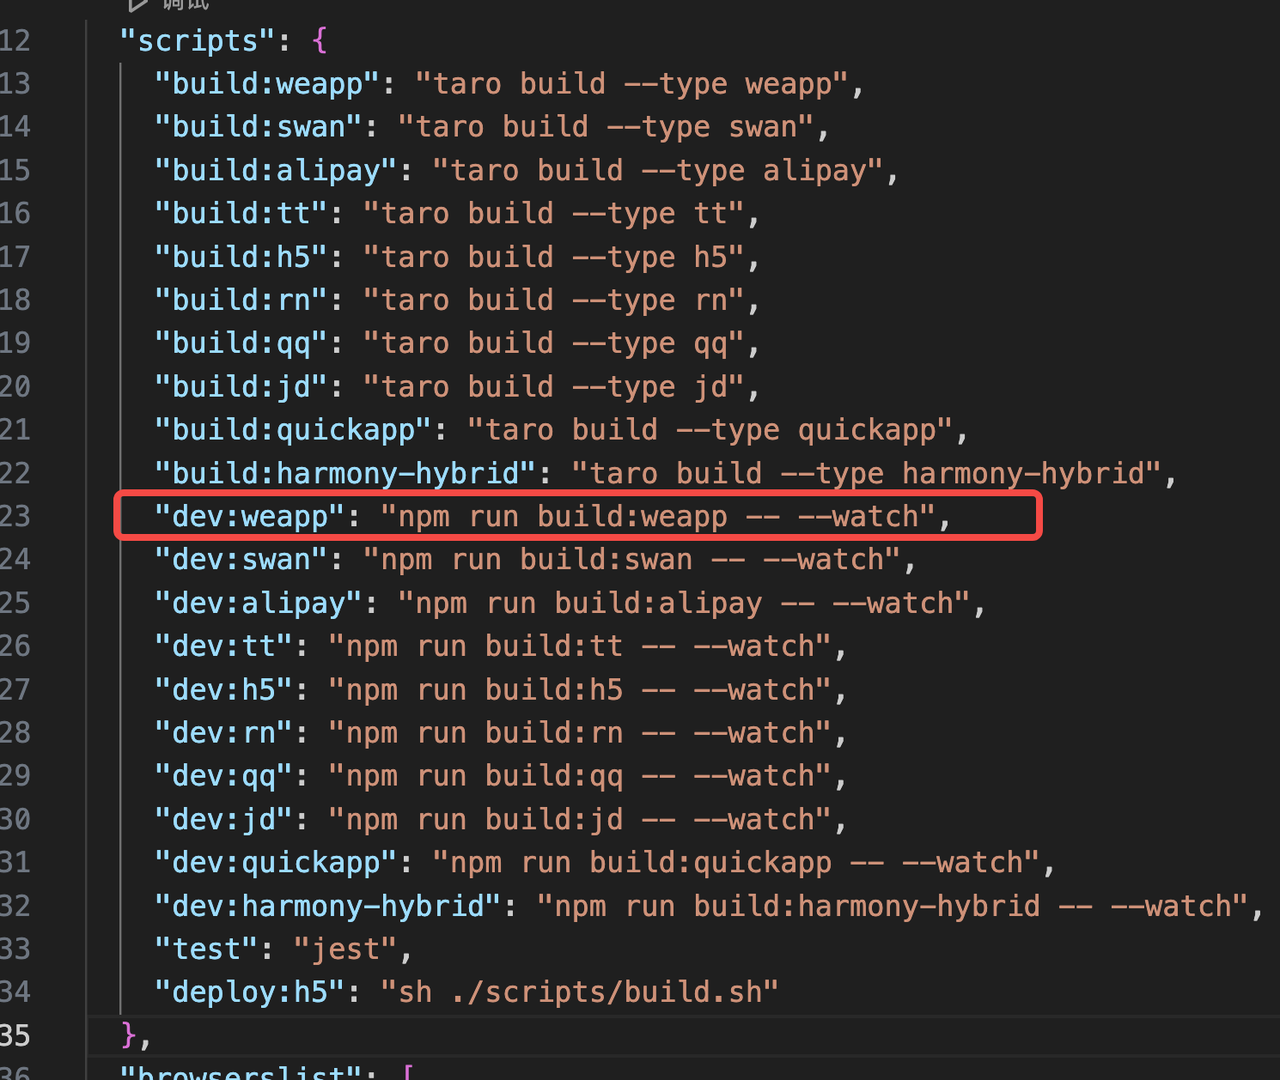 调试
12 "scripts": {
13 "build:weapp": "taro build --type weapp",
14 "build:swan": "taro build --type swan",
15 "build:alipay": "taro build --type alipay",
16 "build:tt": "taro build --type tt",
17 "build:h5": "taro build --type h5",
18 "build:rn": "taro build --type rn",
19 "build:qq": "taro build --type qq",
20 "build:jd": "taro build --type jd",
21 "build:quickapp": "taro build --type quickapp",
22 "build:harmony-hybrid": "taro build --type harmony-hybrid",
23 "dev:weapp": "npm run build:weapp -- --watch",
24 "dev:swan": "npm run build:swan -- --watch",
25 "dev:alipay": "npm run build:alipay -- --watch",
26 "dev:tt": "npm run build:tt -- --watch",
27 "dev:h5": "npm run build:h5 -- --watch",
28 "dev:rn": "npm run build:rn -- --watch",
29 "dev:qq": "npm run build:qq -- --watch",
30 "dev:jd": "npm run build:jd -- --watch",
31 "dev:quickapp": "npm run build:quickapp -- --watch",
32 "dev:harmony-hybrid": "npm run build:harmony-hybrid -- --watch",
33 "test": "jest",
34 "deploy:h5": "sh ./scripts/build.sh"
35 },
36 "browserslist": [